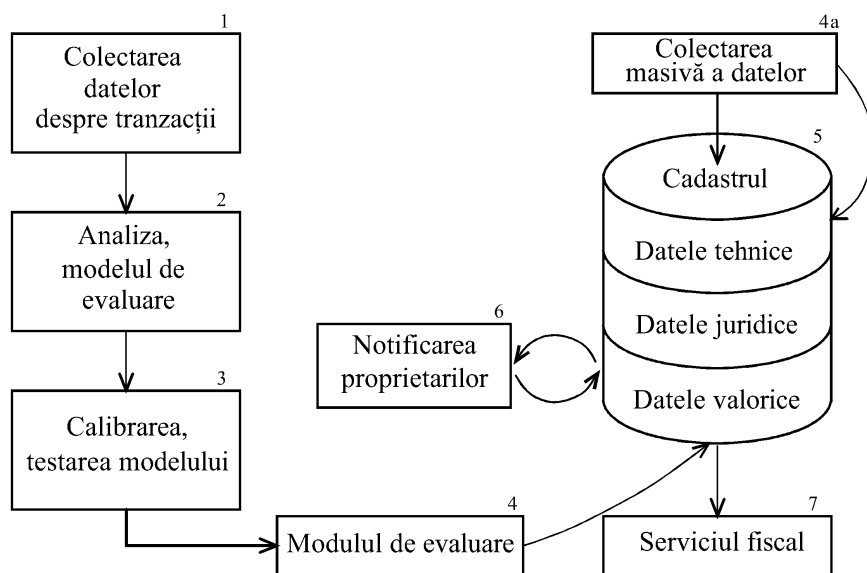 1
Colectarea
datelor
despre tranzacții
2
Analiza,
modelul de
evaluare
3
Calibrarea,
testarea modelului
4
Modulul de evaluare
4a
Colectarea
masivă a datelor
5
Cadastrul
Datele tehnice
Datele juridice
Datele valorice
6
Notificarea
proprietarilor
7
Serviciul fiscal